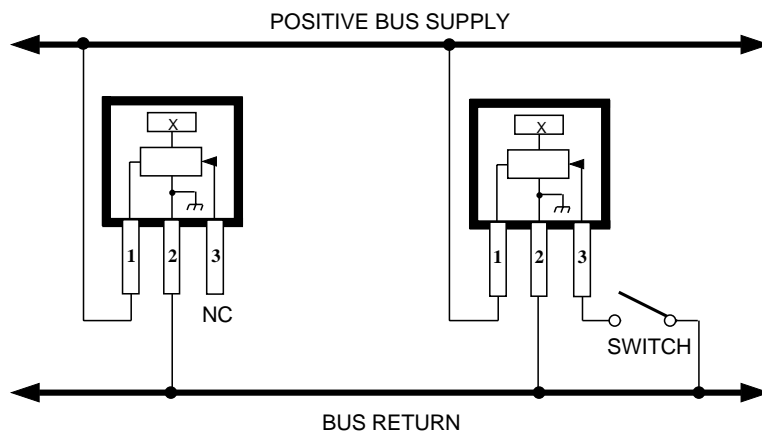 POSITIVE BUS SUPPLY
X
X
1 2 3
1 2 3
NC
SWITCH
BUS RETURN